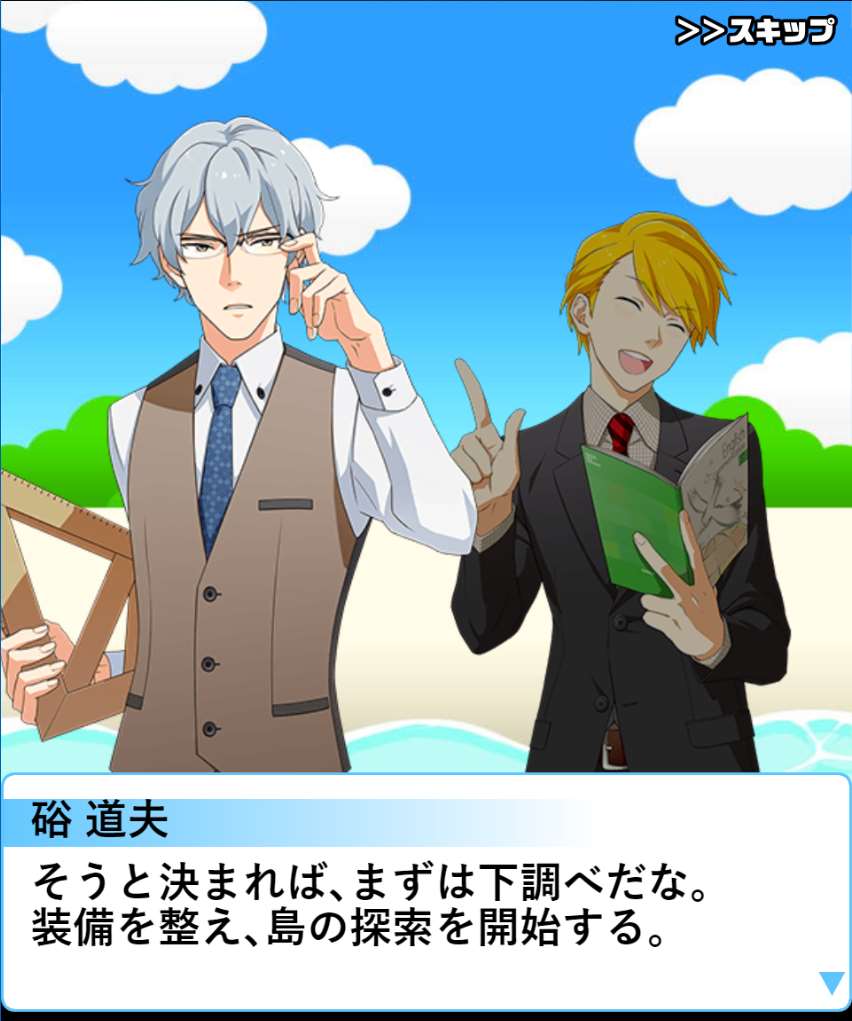 >>スキップ
English
硲 道夫
そうと決まれば、まずは下調べだな。
装備を整え、島の探索を開始する。